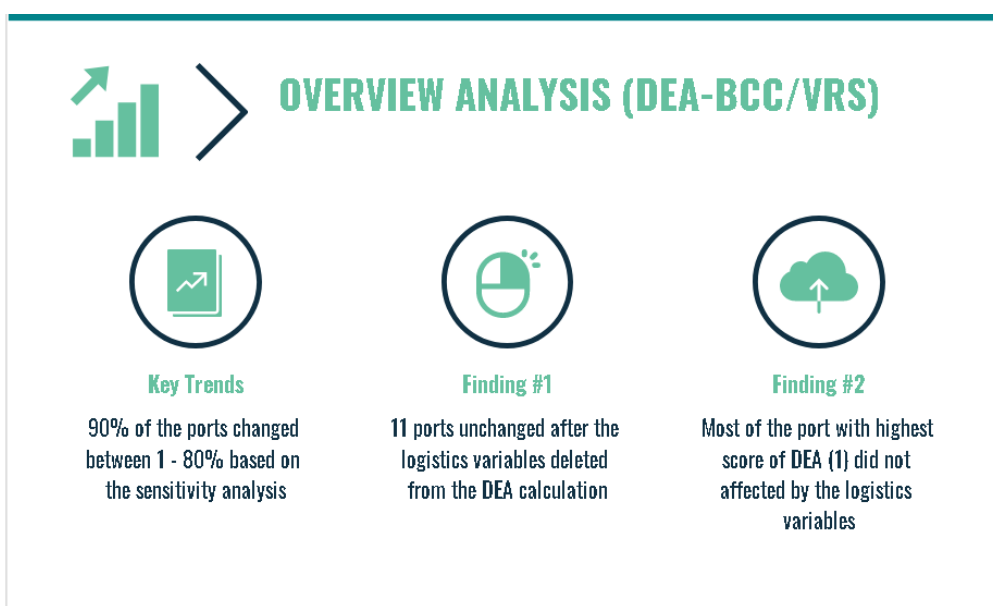 OVERVIEW ANALYSIS (DEA-BCC/VRS)
Key Trends
90% of the ports changed
between 1 - 80% based on
the sensitivity analysis
Finding #1
11 ports unchanged after the
logistics variables deleted
from the DEA calculation
Finding #2
Most of the port with highest
score of DEA (1) did not
affected by the logistics
variables